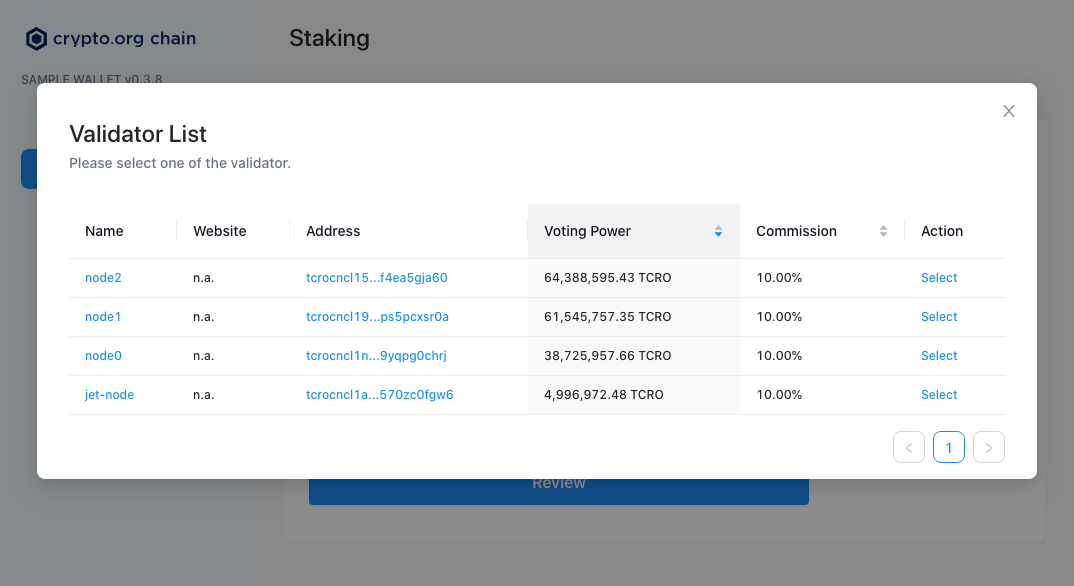 crypto.org chain
Staking
SAMPLE WALLET v0.3.8
Validator List
Please select one of the validator.
Name Website Address Voting Power Commission Action
node2 n.a. tcrocncl15...f4ea5gja60 64,388,595.43 TCRO 10.00% Select
node1 n.a. tcrocncl19...ps5pcxsr0a 61,545,757.35 TCRO 10.00% Select
node0 n.a. tcrocncl1n...9yqpg0chrj 38,725,957.66 TCRO 10.00% Select
jet-node n.a. tcrocncl1a...570zc0fgw6 4,996,972.48 TCRO 10.00% Select
< 1 >
Review